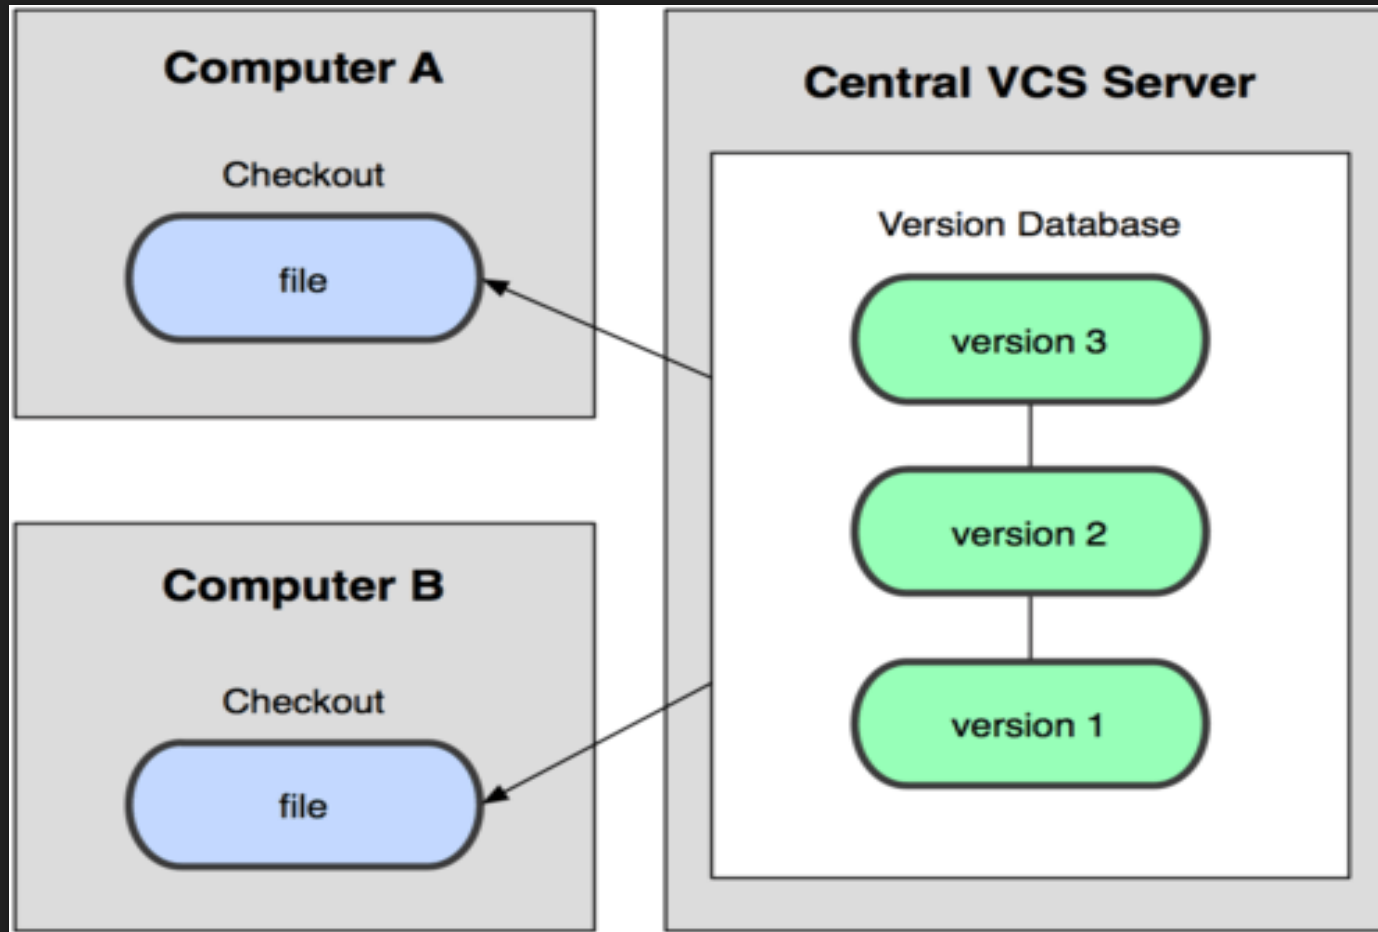 Computer A
Checkout
file
Computer B
Checkout
file
Central VCS Server
Version Database
version 3
version 2
version 1